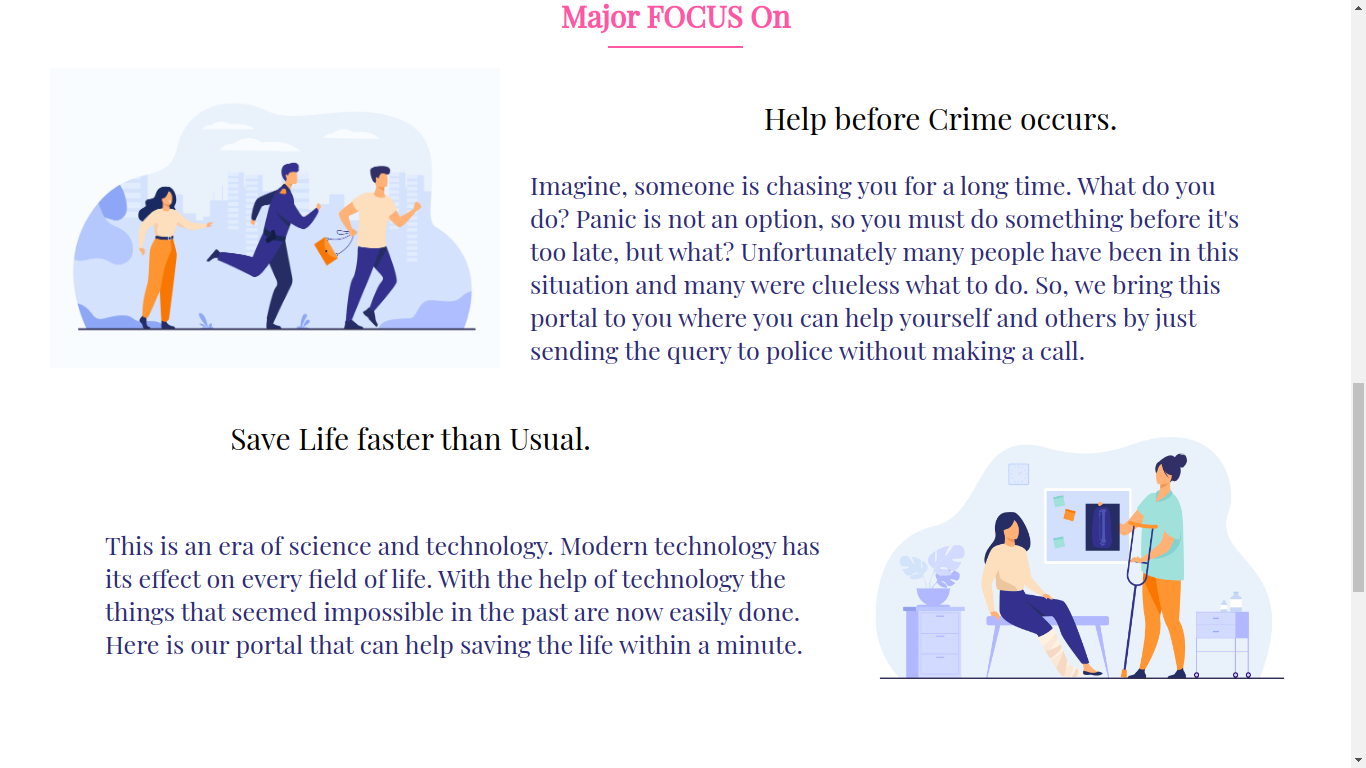 Major FOCUS On
Help before Crime occurs.
Imagine, someone is chasing you for a long time. What do you
do? Panic is not an option, so you must do something before it's
too late, but what? Unfortunately many people have been in this
situation and many were clueless what to do. So, we bring this
portal to you where you can help yourself and others by just
sending the query to police without making a call.
Save Life faster than Usual.
This is an era of science and technology. Modern technology has
its effect on every field of life. With the help of technology the
things that seemed impossible in the past are now easily done.
Here is our portal that can help saving the life within a minute.